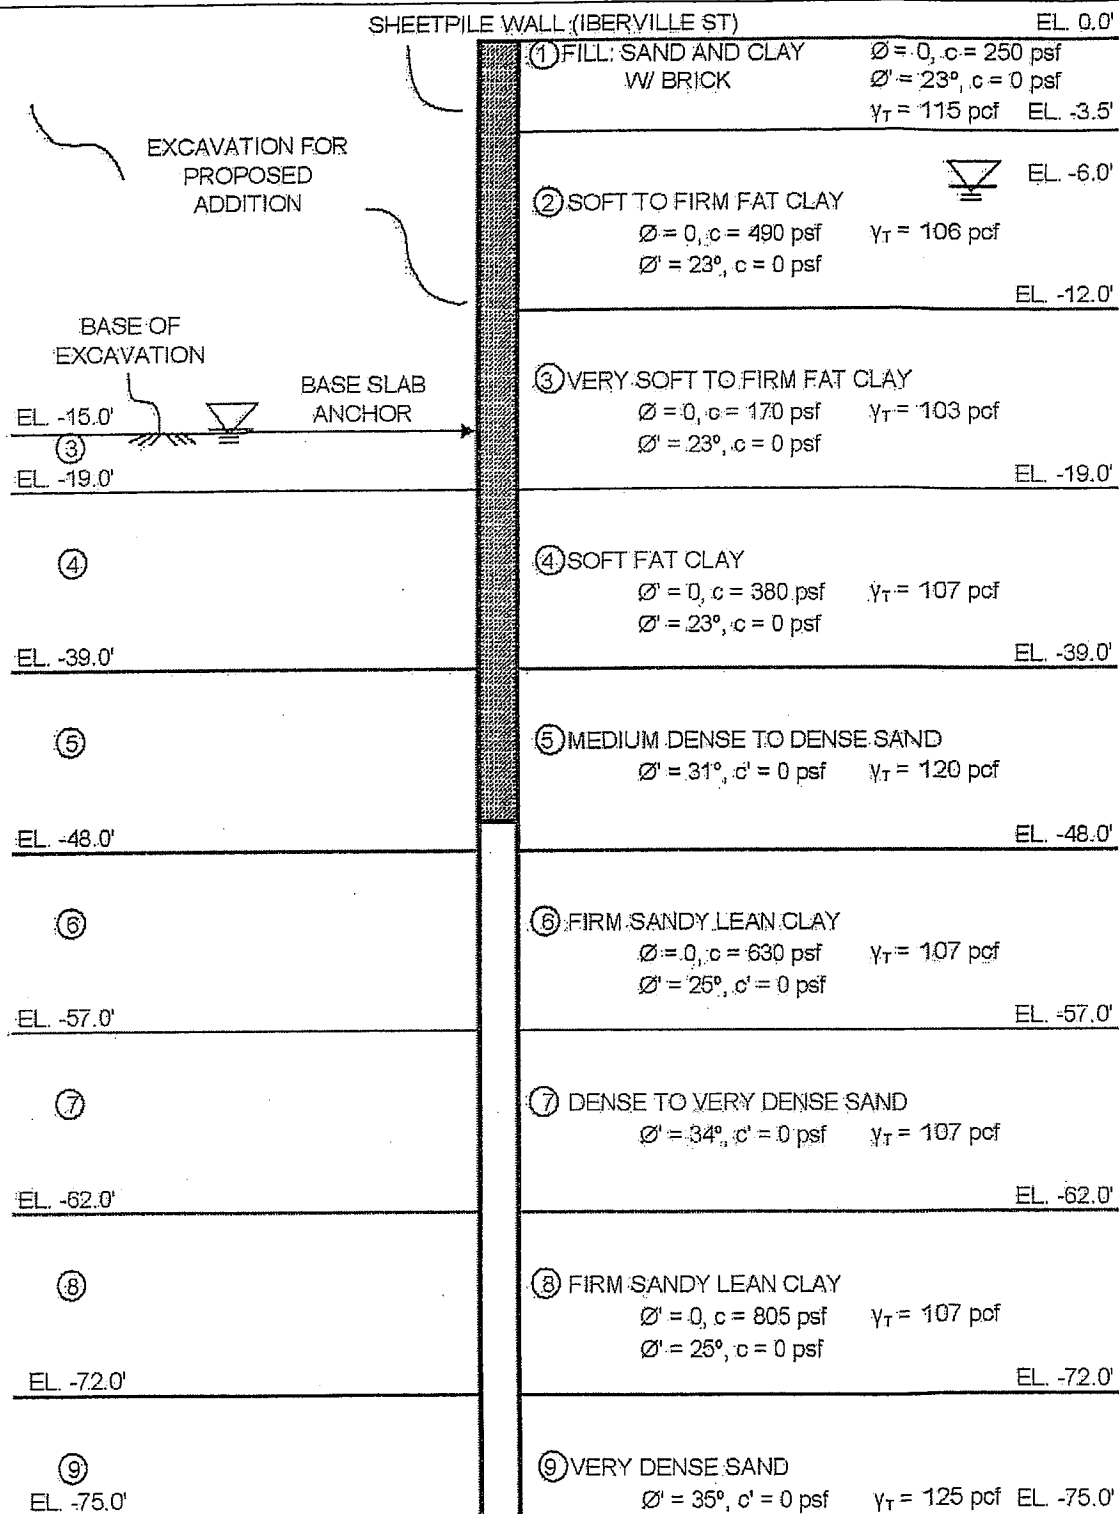 SHEETPILE WALL (IBERVILLE ST) EL. 0.0'
① FILL: SAND AND CLAY Ø = 0, c = 250 psf
W/ BRICK Ø' = 23°, c = 0 psf
γT = 115 pcf EL. -3.5'
EXCAVATION FOR
PROPOSED
ADDITION
EL. -6.0'
② SOFT TO FIRM FAT CLAY
Ø = 0, c = 490 psf γT = 106 pcf
Ø' = 23°, c = 0 psf
EL. -12.0'
BASE OF
EXCAVATION
BASE SLAB
ANCHOR
EL. -15.0'
③
EL. -19.0'
③ VERY SOFT TO FIRM FAT CLAY
Ø = 0, c = 170 psf γT = 103 pcf
Ø' = 23°, c = 0 psf
EL. -19.0'
④
④ SOFT FAT CLAY
Ø' = 0, c = 380 psf γT = 107 pcf
Ø' = 23°, c = 0 psf
EL. -39.0' EL. -39.0'
⑤
⑤ MEDIUM DENSE TO DENSE SAND
Ø' = 31°, c' = 0 psf γT = 120 pcf
EL. -48.0' EL. -48.0'
⑥
⑥ FIRM SANDY LEAN CLAY
Ø = 0, c = 630 psf γT = 107 pcf
Ø' = 25°, c' = 0 psf
EL. -57.0' EL. -57.0'
⑦
⑦ DENSE TO VERY DENSE SAND
Ø' = 34°, c' = 0 psf γT = 107 pcf
EL. -62.0' EL. -62.0'
⑧
⑧ FIRM SANDY LEAN CLAY
Ø' = 0, c = 805 psf γT = 107 pcf
Ø' = 25°, c = 0 psf
EL. -72.0' EL. -72.0'
⑨
⑨ VERY DENSE SAND
EL. -75.0' Ø' = 35°, c' = 0 psf γT = 125 pcf EL. -75.0'